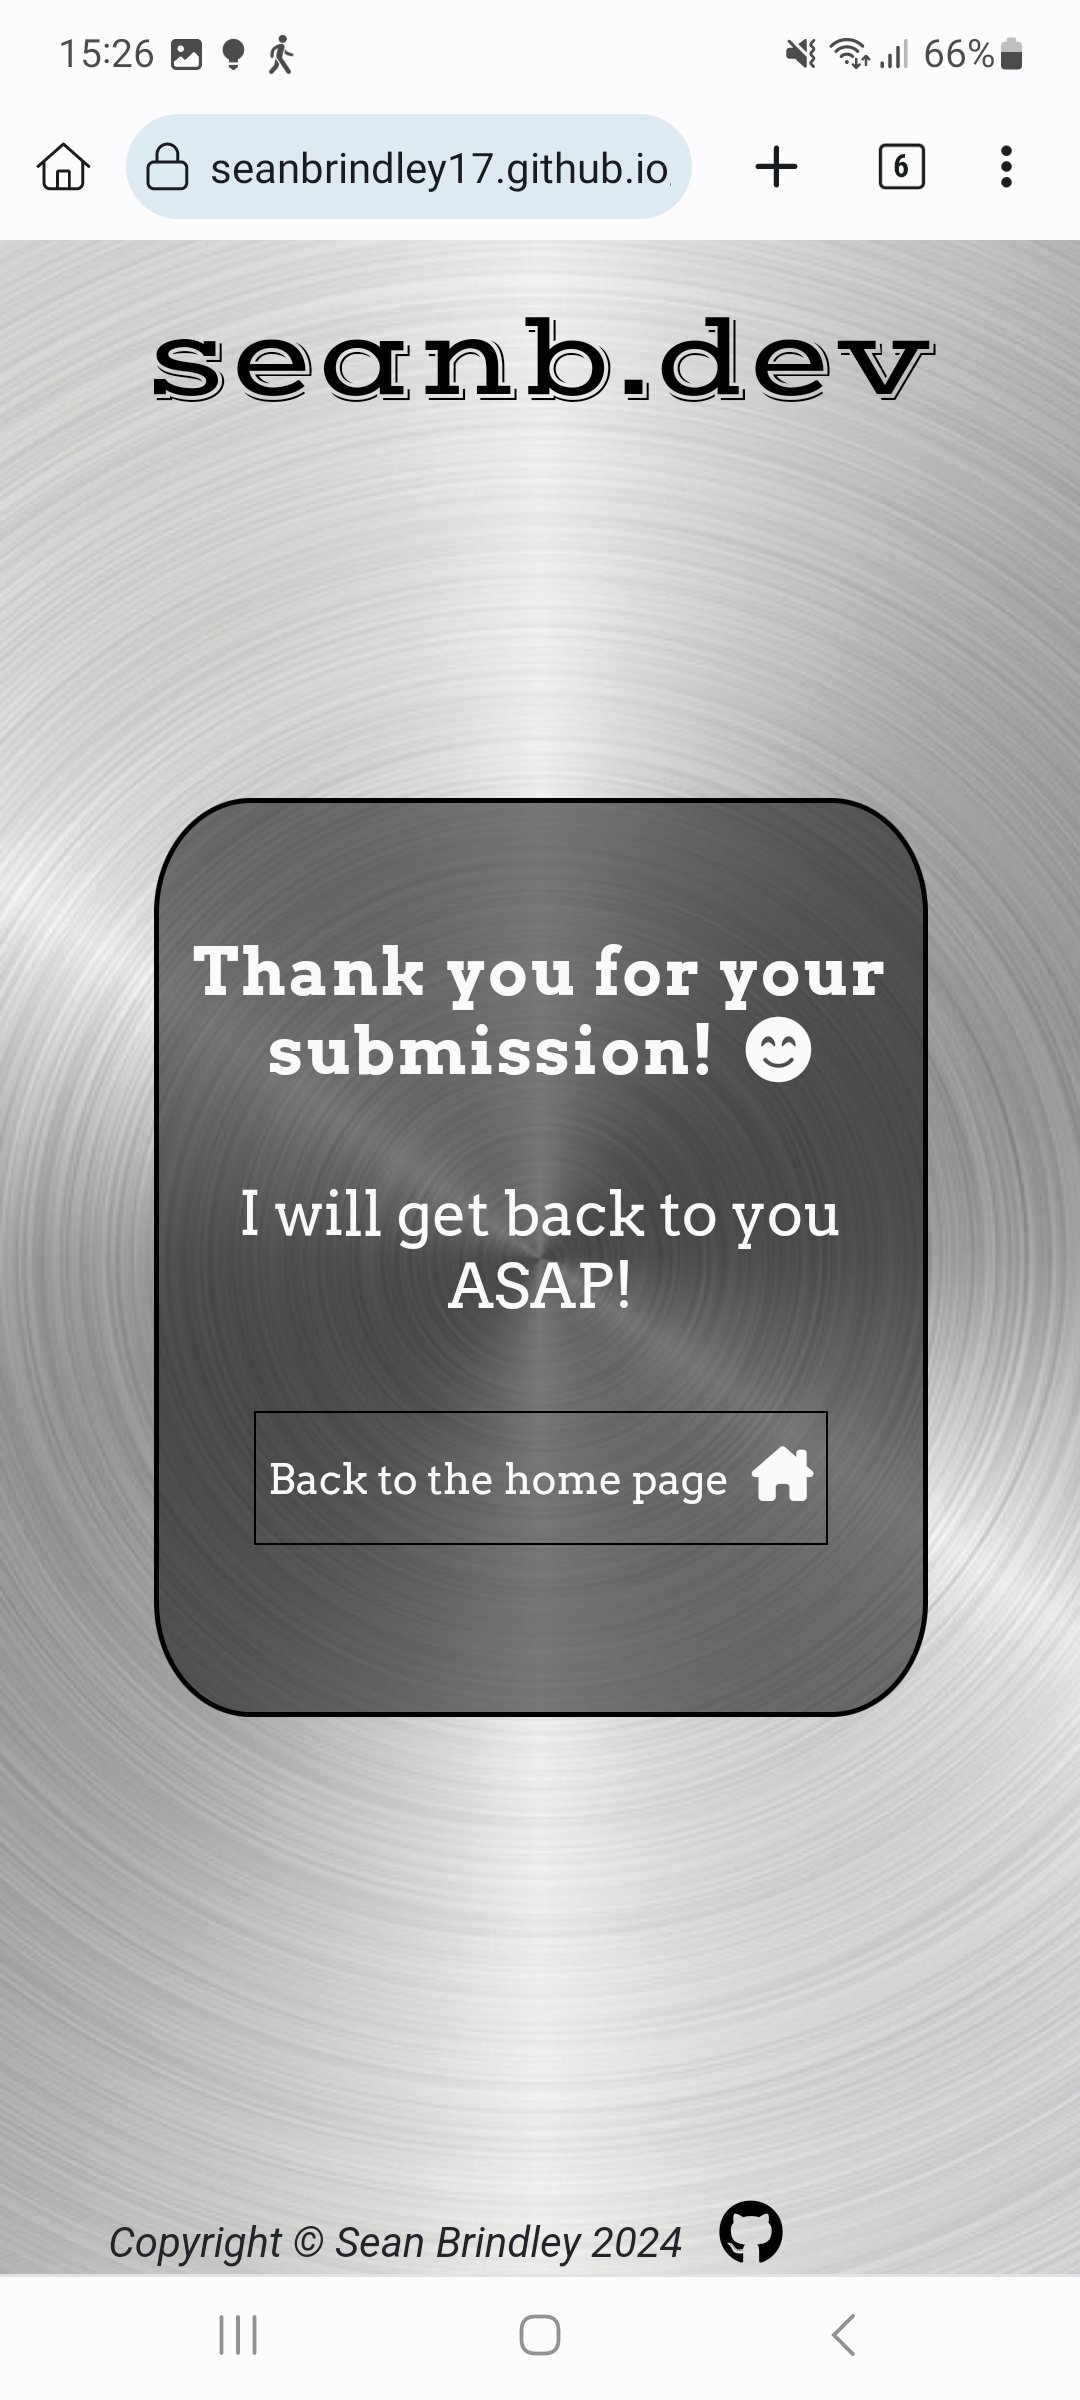 15:26
66%
seanbrindley17.github.io
6
seanb.dev
Thank you for your
submission!
I will get back to you
ASAP!
Back to the home page
Copyright © Sean Brindley 2024